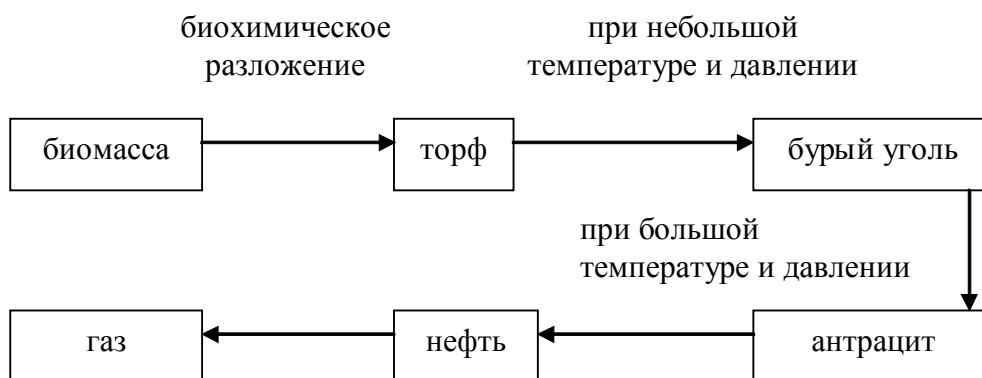 биохимическое
разложение
при небольшой
температуре и давлении
биомасса
торф
бурый уголь
при большой
температуре и давлении
газ
нефть
антрацит